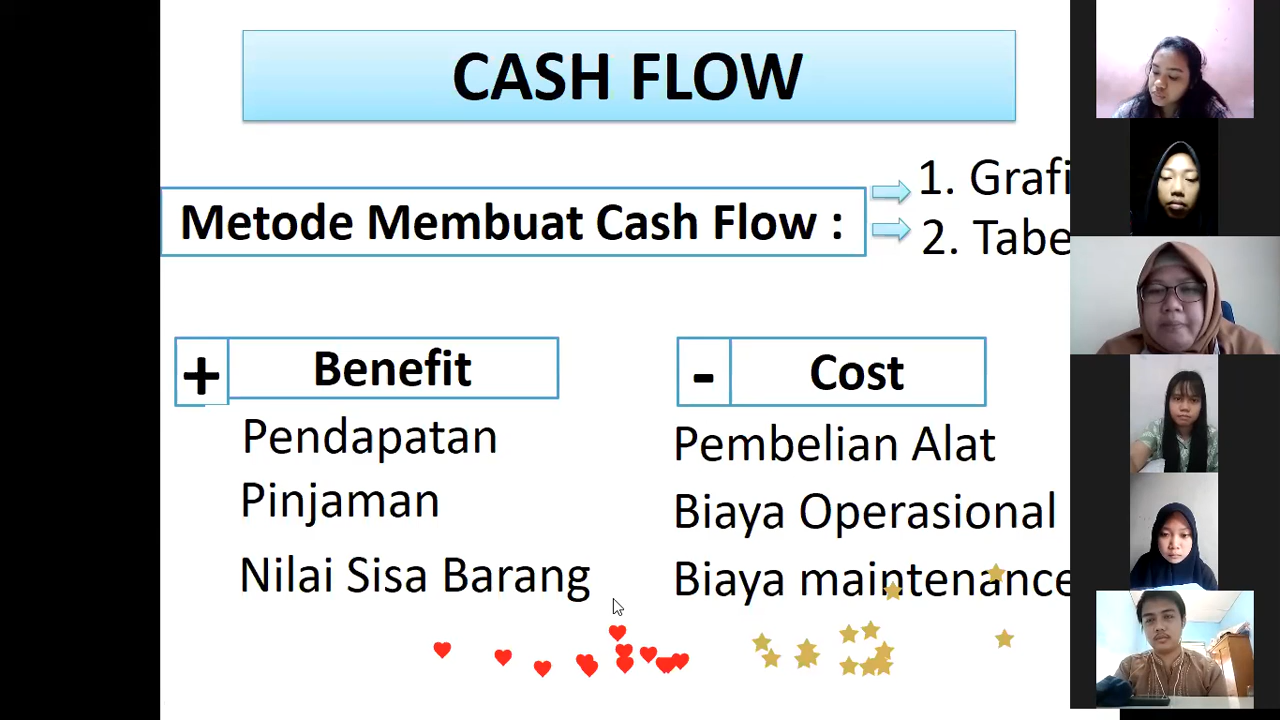 CASH FLOW
Metode Membuat Cash Flow :
1. Grafi
2. Tabe
+ Benefit
Pendapatan
Pinjaman
Nilai Sisa Barang
- Cost
Pembelian Alat
Biaya Operasional
Biaya maintenance